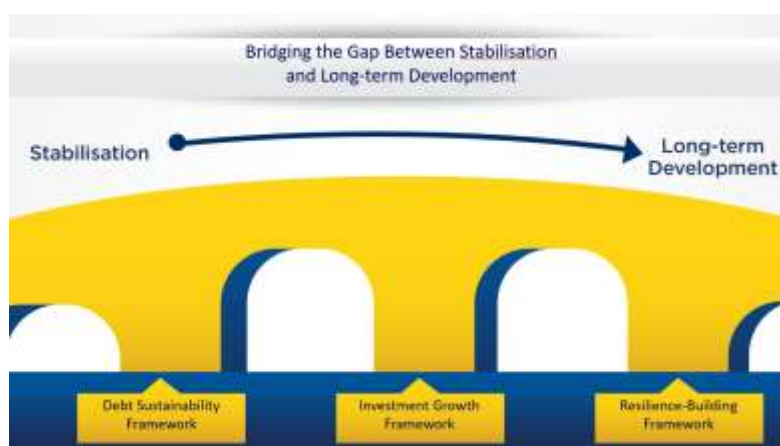 Bridging the Gap Between Stabilisation
and Long-term Development
Stabilisation
Long-term
Development
Debt Sustainability
Framework
Investment Growth
Framework
Resilience-Building
Framework